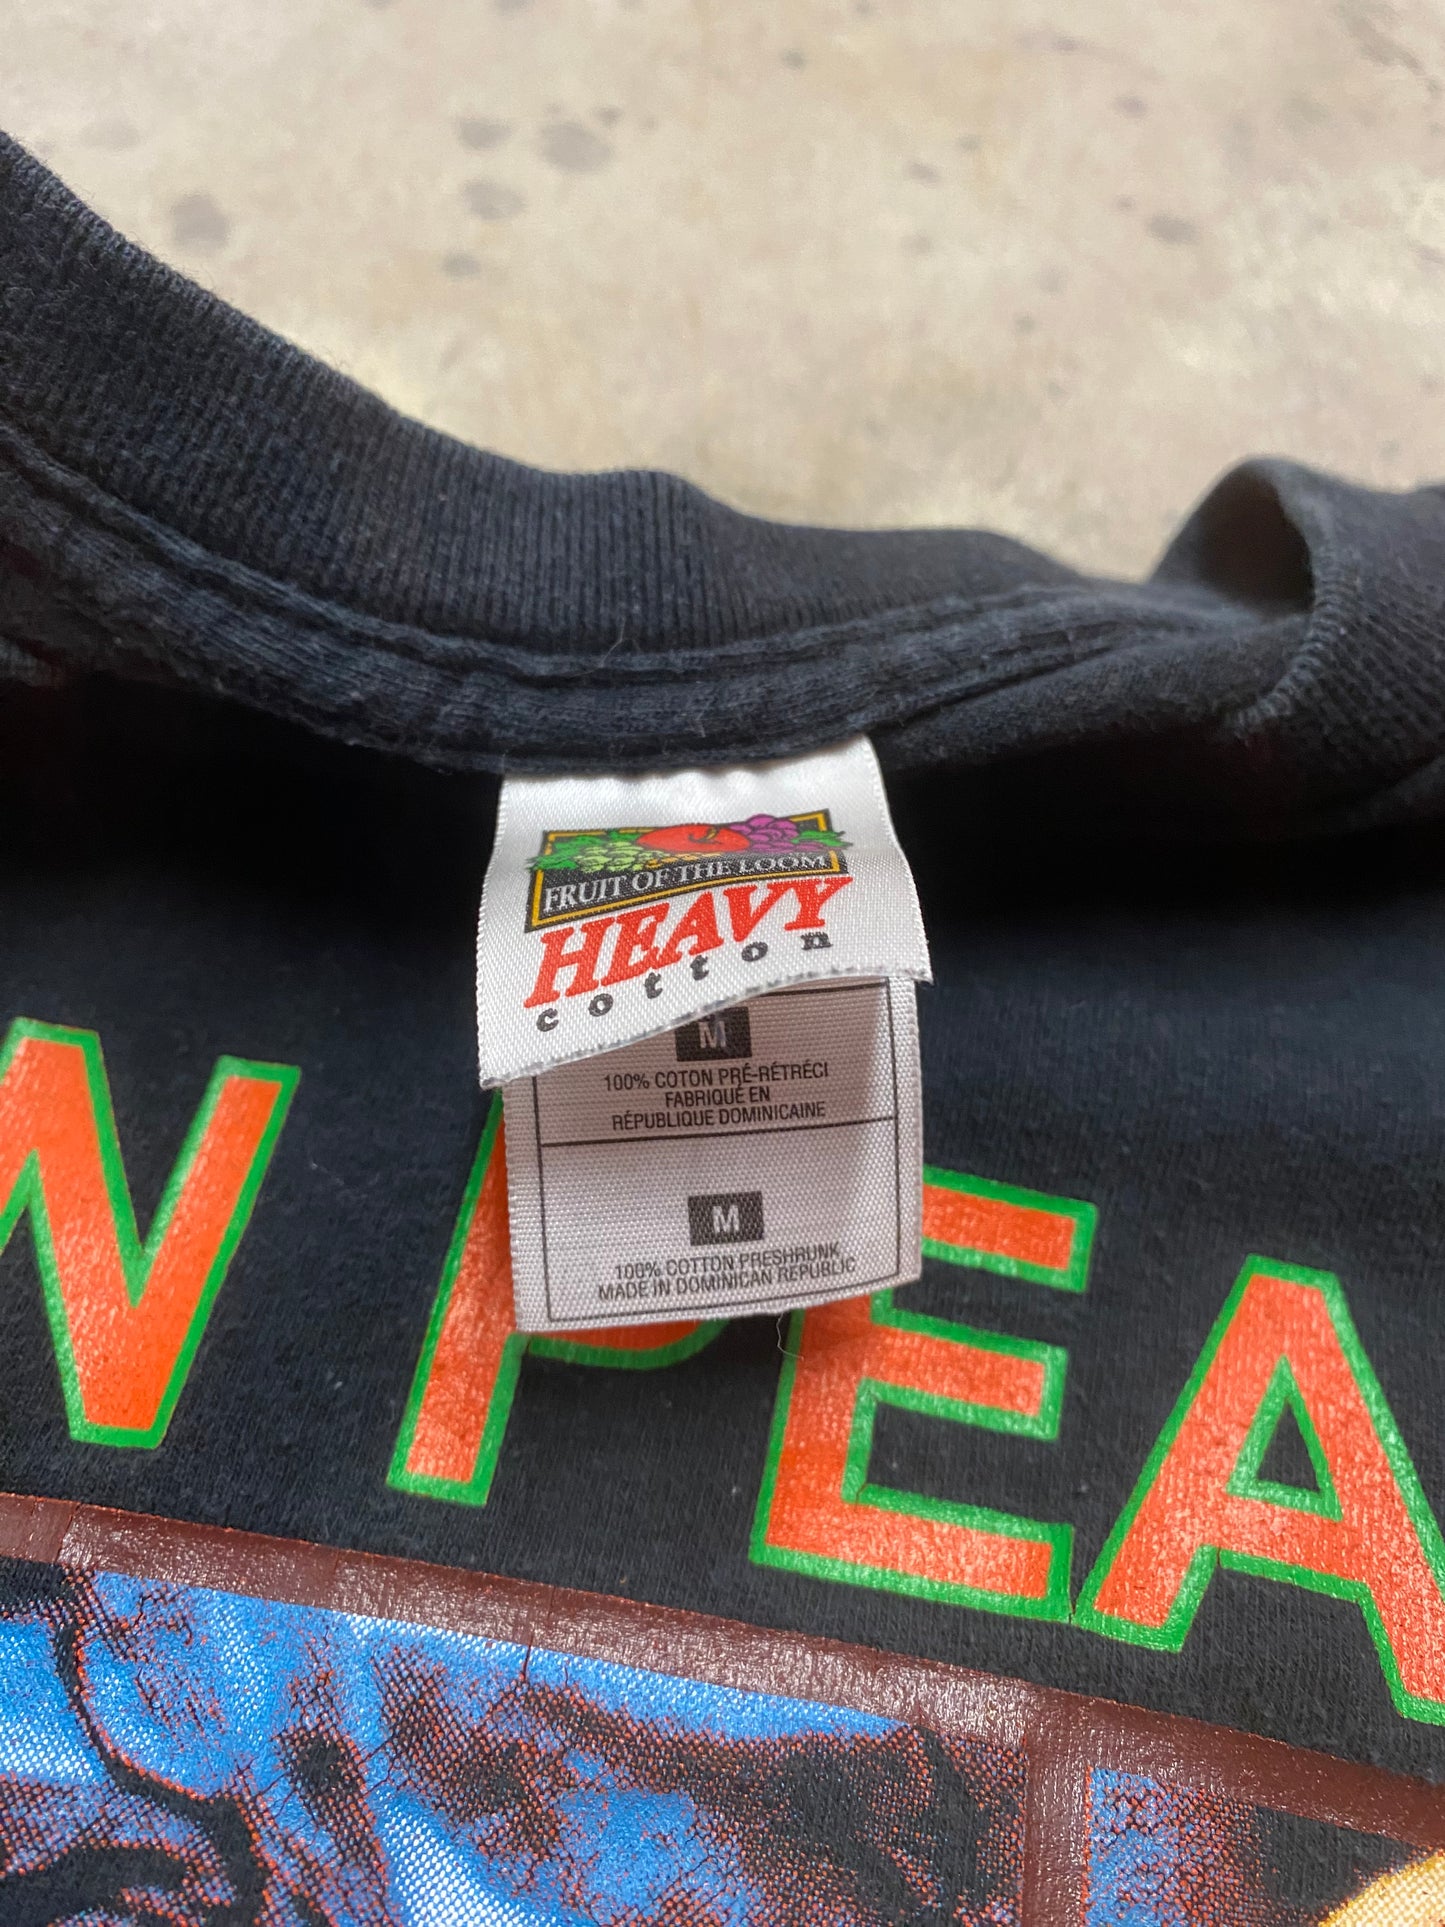 FRUIT OF THE LOOM
HEAVY
cotton
M
100% COTON PRÉ-RÉTRÉCI
FABRIQUÉ EN
RÉPUBLIQUE DOMINICAINE
M
100% COTTON PRESHRUNK
MADE IN DOMINICAN REPUBLIC
N PEA